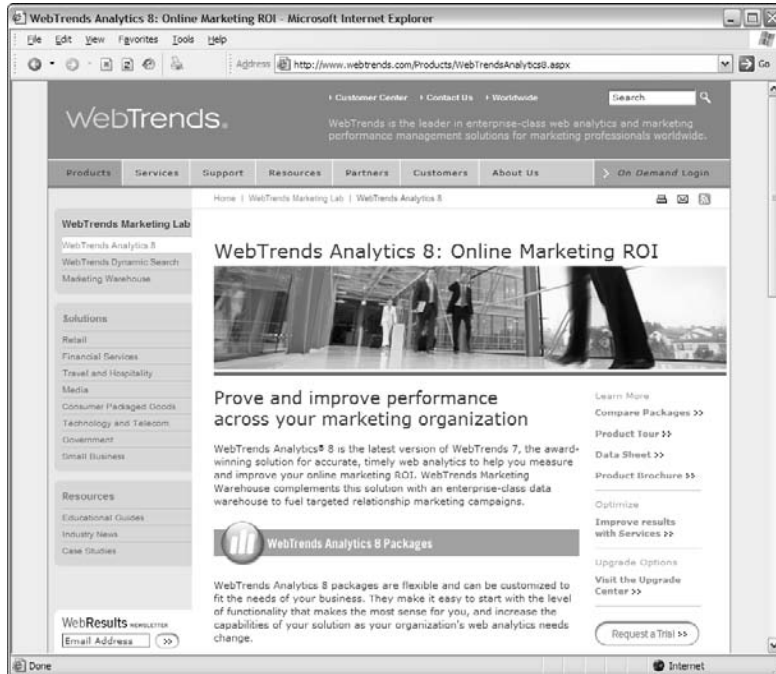 WebTrends Analytics 8: Online Marketing ROI - Microsoft Internet Explorer
File Edit View Favorites Tools Help
Address http://www.webtrends.com/Products/WebTrendsAnalytics8.aspx Go
Customer Center Contact Us Worldwide Search
WebTrends®
WebTrends is the leader in enterprise-class web analytics and marketing
performance management solutions for marketing professionals worldwide.
Products Services Support Resources Partners Customers About Us On Demand Login
Home | WebTrends Marketing Lab | WebTrends Analytics 8
WebTrends Marketing Lab
WebTrends Analytics 8
WebTrends Dynamic Search
Marketing Warehouse
Solutions
Retail
Financial Services
Travel and Hospitality
Media
Consumer Packaged Goods
Technology and Telecom
Government
Small Business
Resources
Educational Guides
Industry News
Case Studies
WebResults NEWSLETTER
Email Address >>
WebTrends Analytics 8: Online Marketing ROI
Prove and improve performance
across your marketing organization
WebTrends Analytics® 8 is the latest version of WebTrends 7, the award-
winning solution for accurate, timely web analytics to help you measure
and improve your online marketing ROI. WebTrends Marketing
Warehouse complements this solution with an enterprise-class data
warehouse to fuel targeted relationship marketing campaigns.
WebTrends Analytics 8 Packages
WebTrends Analytics 8 packages are flexible and can be customized to
fit the needs of your business. They make it easy to start with the level
of functionality that makes the most sense for you, and increase the
capabilities of your solution as your organization's web analytics needs
change.
Learn More
Compare Packages >>
Product Tour >>
Data Sheet >>
Product Brochure >>
Optimize
Improve results
with Services >>
Upgrade Options
Visit the Upgrade
Center >>
Request a Trial >>
Done Internet